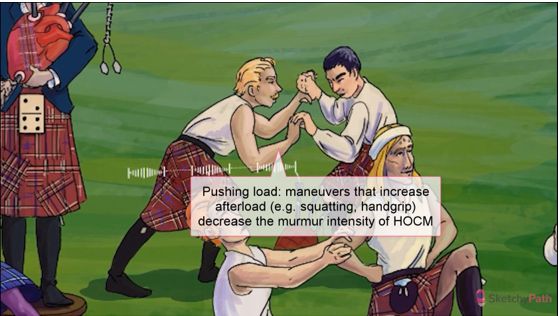 Pushing load: maneuvers that increase
afterload (e.g. squatting, handgrip)
decrease the murmur intensity of HOCM
SketchyPath